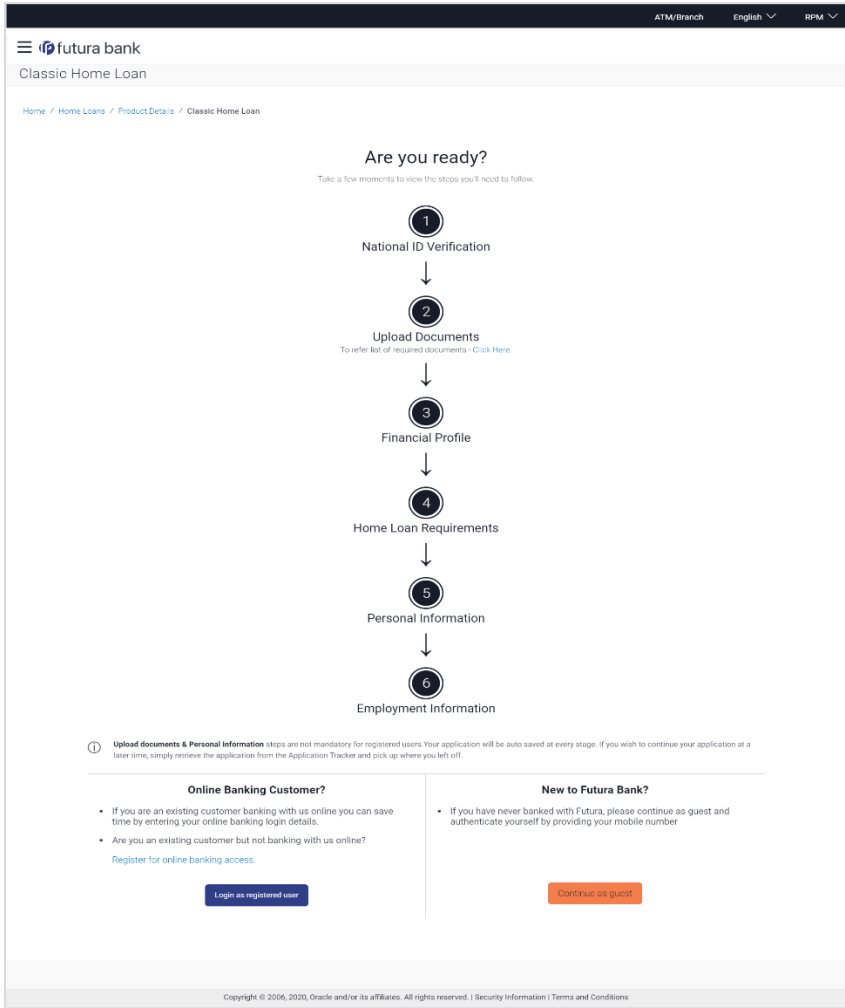 ATM/Branch English RPM
futura bank
Classic Home Loan
Home / Home Loans / Product Details / Classic Home Loan
Are you ready?
Take a few moments to view the steps you'll need to follow.
1
National ID Verification
2
Upload Documents
To refer list of required documents - Click Here.
3
Financial Profile
4
Home Loan Requirements
5
Personal Information
6
Employment Information
Upload documents & Personal Information steps are not mandatory for registered users.Your application will be auto saved at every stage. If you wish to continue your application at a
later time, simply retrieve the application from the Application Tracker and pick up where you left off.
Online Banking Customer?
• If you are an existing customer banking with us online you can save
time by entering your online banking login details.
• Are you an existing customer but not banking with us online?
Register for online banking access.
Login as registered user
New to Futura Bank?
• If you have never banked with Futura, please continue as guest and
authenticate yourself by providing your mobile number
Continue as guest
Copyright © 2006, 2020, Oracle and/or its affiliates. All rights reserved. | Security Information | Terms and Conditions